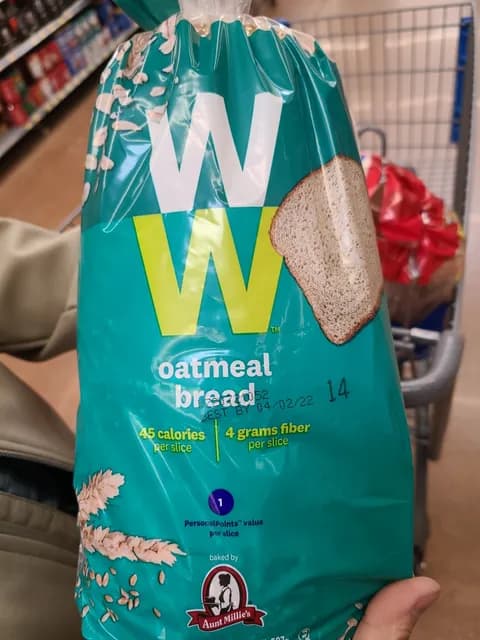 W
W
TM
oatmeal
bread
BEST BY 04/02/22 14
45 calories
per slice
4 grams fiber
per slice
1
PersonalPoints™ value
per slice
baked by
Aunt Millie's